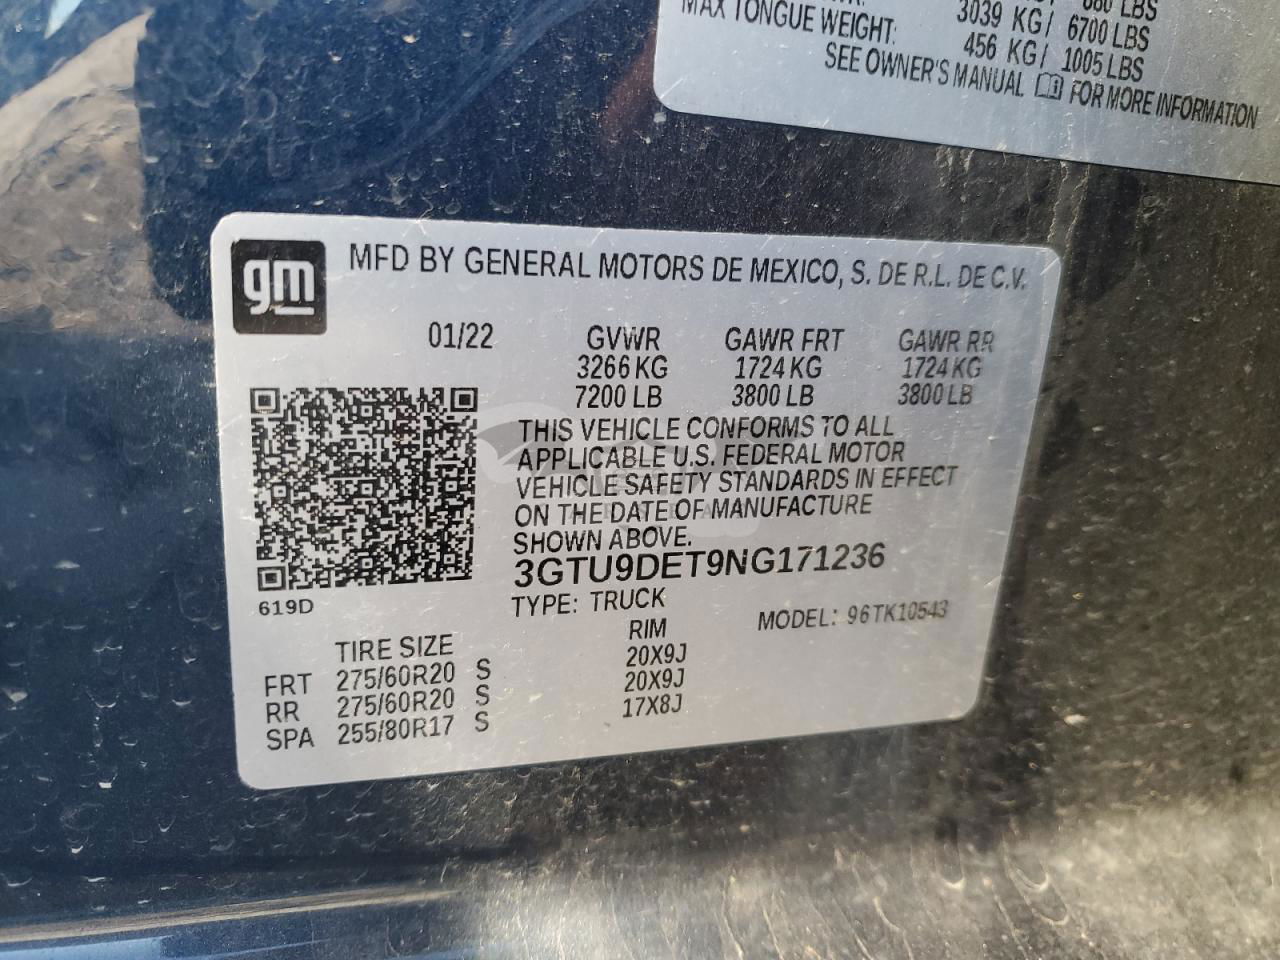 3039 KG/ 6700 LBS
MAX TONGUE WEIGHT: 456 KG/ 1005 LBS
SEE OWNER'S MANUAL FOR MORE INFORMATION
gm
MFD BY GENERAL MOTORS DE MEXICO, S. DE R.L. DE C.V.
01/22 GVWR GAWR FRT GAWR RR
3266 KG 1724 KG 1724 KG
7200 LB 3800 LB 3800 LB
THIS VEHICLE CONFORMS TO ALL
APPLICABLE U.S. FEDERAL MOTOR
VEHICLE SAFETY STANDARDS IN EFFECT
ON THE DATE OF MANUFACTURE
SHOWN ABOVE.
3GTU9DET9NG171236
619D
TYPE: TRUCK MODEL: 96TK10543
TIRE SIZE RIM
FRT 275/60R20 S 20X9J
RR 275/60R20 S 20X9J
SPA 255/80R17 S 17X8J